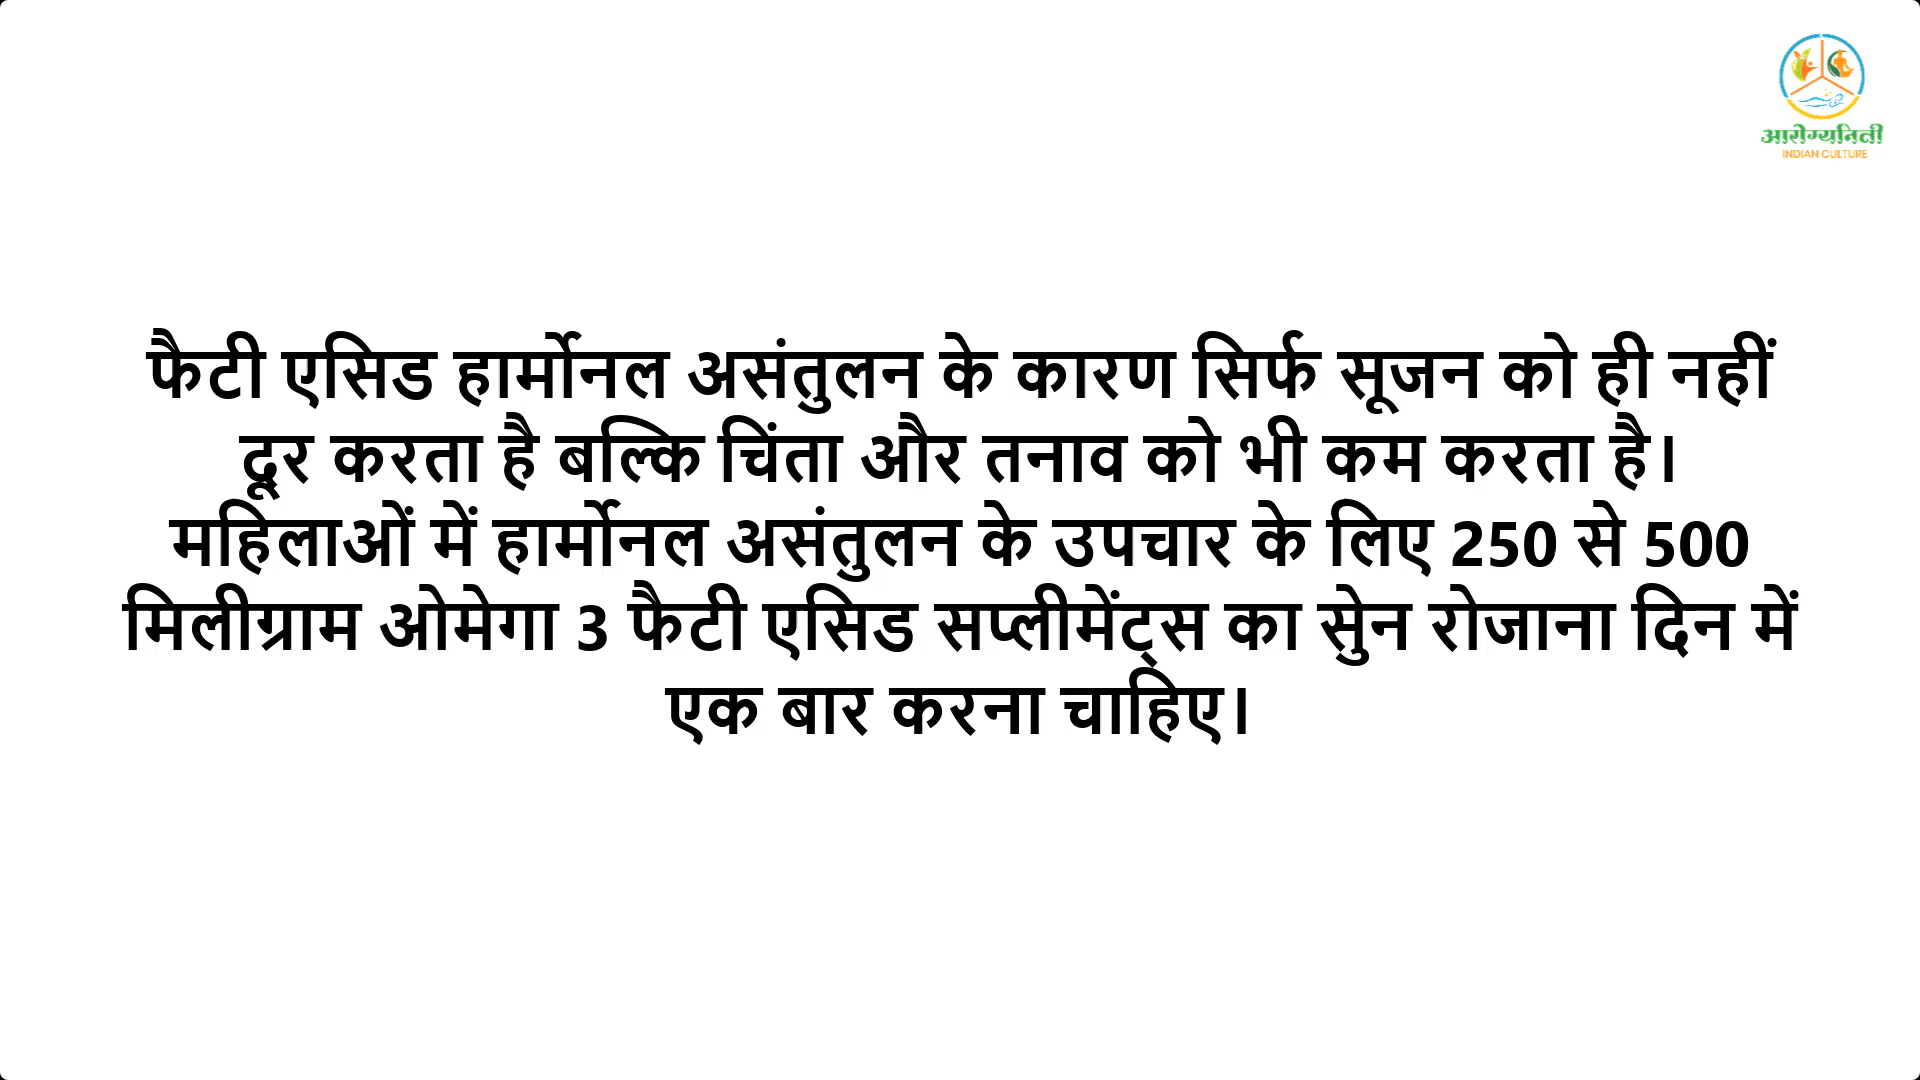 आरोग्यनिती
INDIAN CULTURE
फैटी एसिड हार्मोनल असंतुलन के कारण सिर्फ सूजन को ही नहीं
दूर करता है बल्कि चिंता और तनाव को भी कम करता है।
महिलाओं में हार्मोनल असंतुलन के उपचार के लिए 250 से 500
मिलीग्राम ओमेगा 3 फैटी एसिड सप्लीमेंट्स का सेुन रोजाना दिन में
एक बार करना चाहिए।